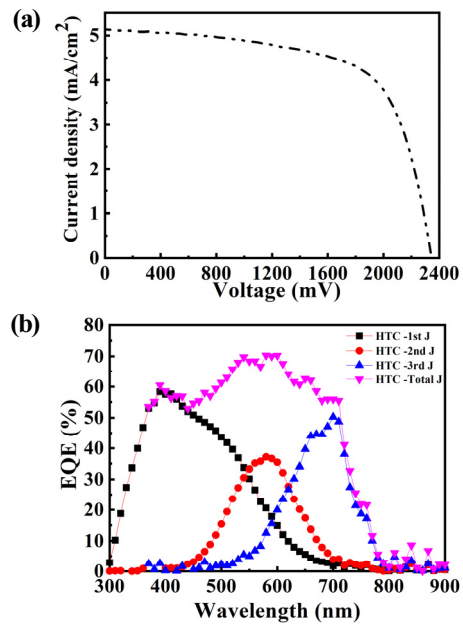 (a)
Current density (mA/cm2)
5
4
3
2
1
0
0 400 800 1200 1600 2000 2400
Voltage (mV)
(b)
EQE (%)
80
70
60
50
40
30
20
10
0
HTC -1st J
HTC -2nd J
HTC -3rd J
HTC -Total J
300 400 500 600 700 800 900
Wavelength (nm)